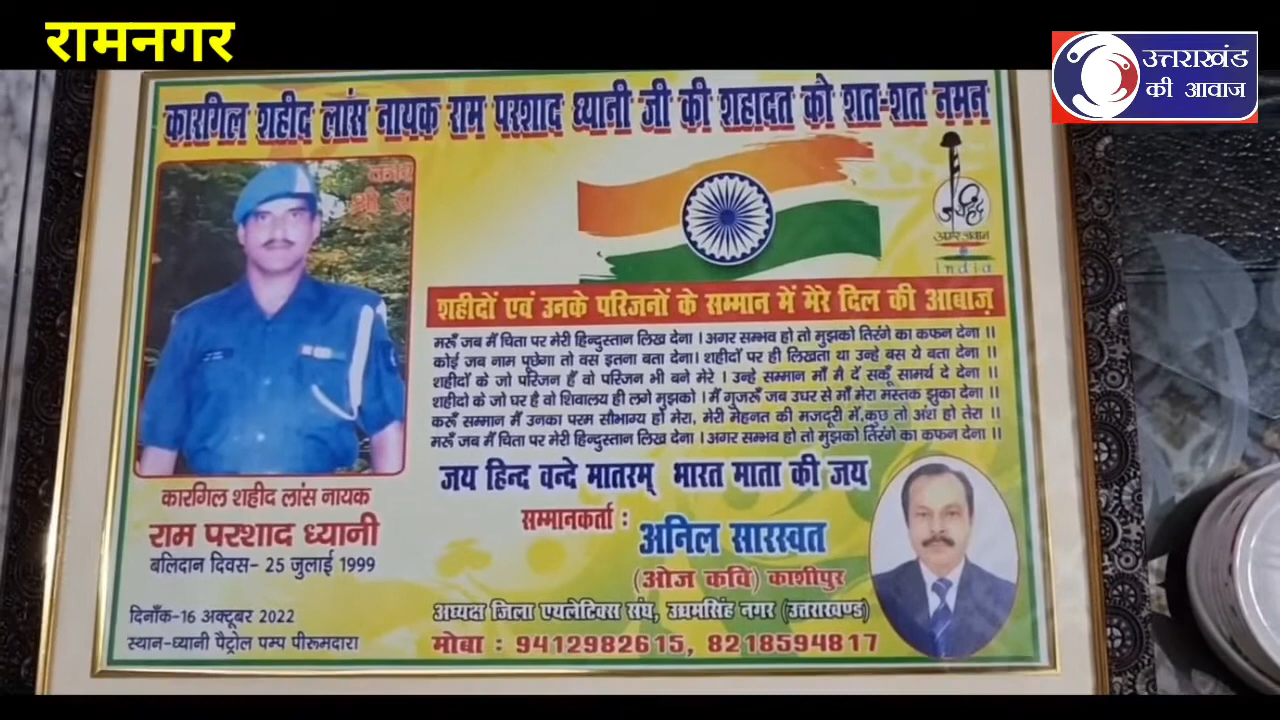 रामनगर
उत्तराखंड
की आवाज
कारगिल शहीद लांस नायक राम परशाद ध्यानी जी की शहादत को शत-शत नमन
जयहिंद
अमर जवान
india
शहीदों एवं उनके परिजनों के सम्मान में मेरे दिल की आबाज़
मरूँ जब मैं चिता पर मेरी हिन्दुस्तान लिख देना । अगर सम्भव हो तो मुझको तिरंगे का कफन देना ॥
कोई जब नाम पूछेगा तो वस इतना बता देना। शहीदों पर ही लिखता था उन्हे बस ये बता देना ॥
शहीदों के जो परिजन हैं वो परिजन भी बने मेरे । उन्हे सम्मान माँ मै दें सकूँ सामर्थ दे देना ॥
शहीदो के जो घर है वो शिवालय ही लगे मुझको । मैं गुजरूँ जब उधर से माँ मेरा मस्तक झुका देना ॥
करूँ सम्मान मैं उनका परम सौभाग्य हो मेरा, मेरी मेहनत की मजदूरी में,कुछ तो अंश हो तेरा ॥
मरूँ जब मैं चिता पर मेरी हिन्दुस्तान लिख देना । अगर सम्भव हो तो मुझको तिरंगे का कफन देना ॥
जय हिन्द वन्दे मातरम् भारत माता की जय
कारगिल शहीद लांस नायक
राम परशाद ध्यानी
बलिदान दिवस- 25 जुलाई 1999
सम्मानकर्ता :
अनिल सारस्वत
(ओज कवि) काशीपुर
दिनाँक-16 अक्टूबर 2022
स्थान-ध्यानी पैट्रोल पम्प पीरूमदारा
अध्यक्ष जिला एथलेटिक्स संघ, उधमसिंह नगर (उत्तराखण्ड)
मोबा : 9412982615, 8218594817